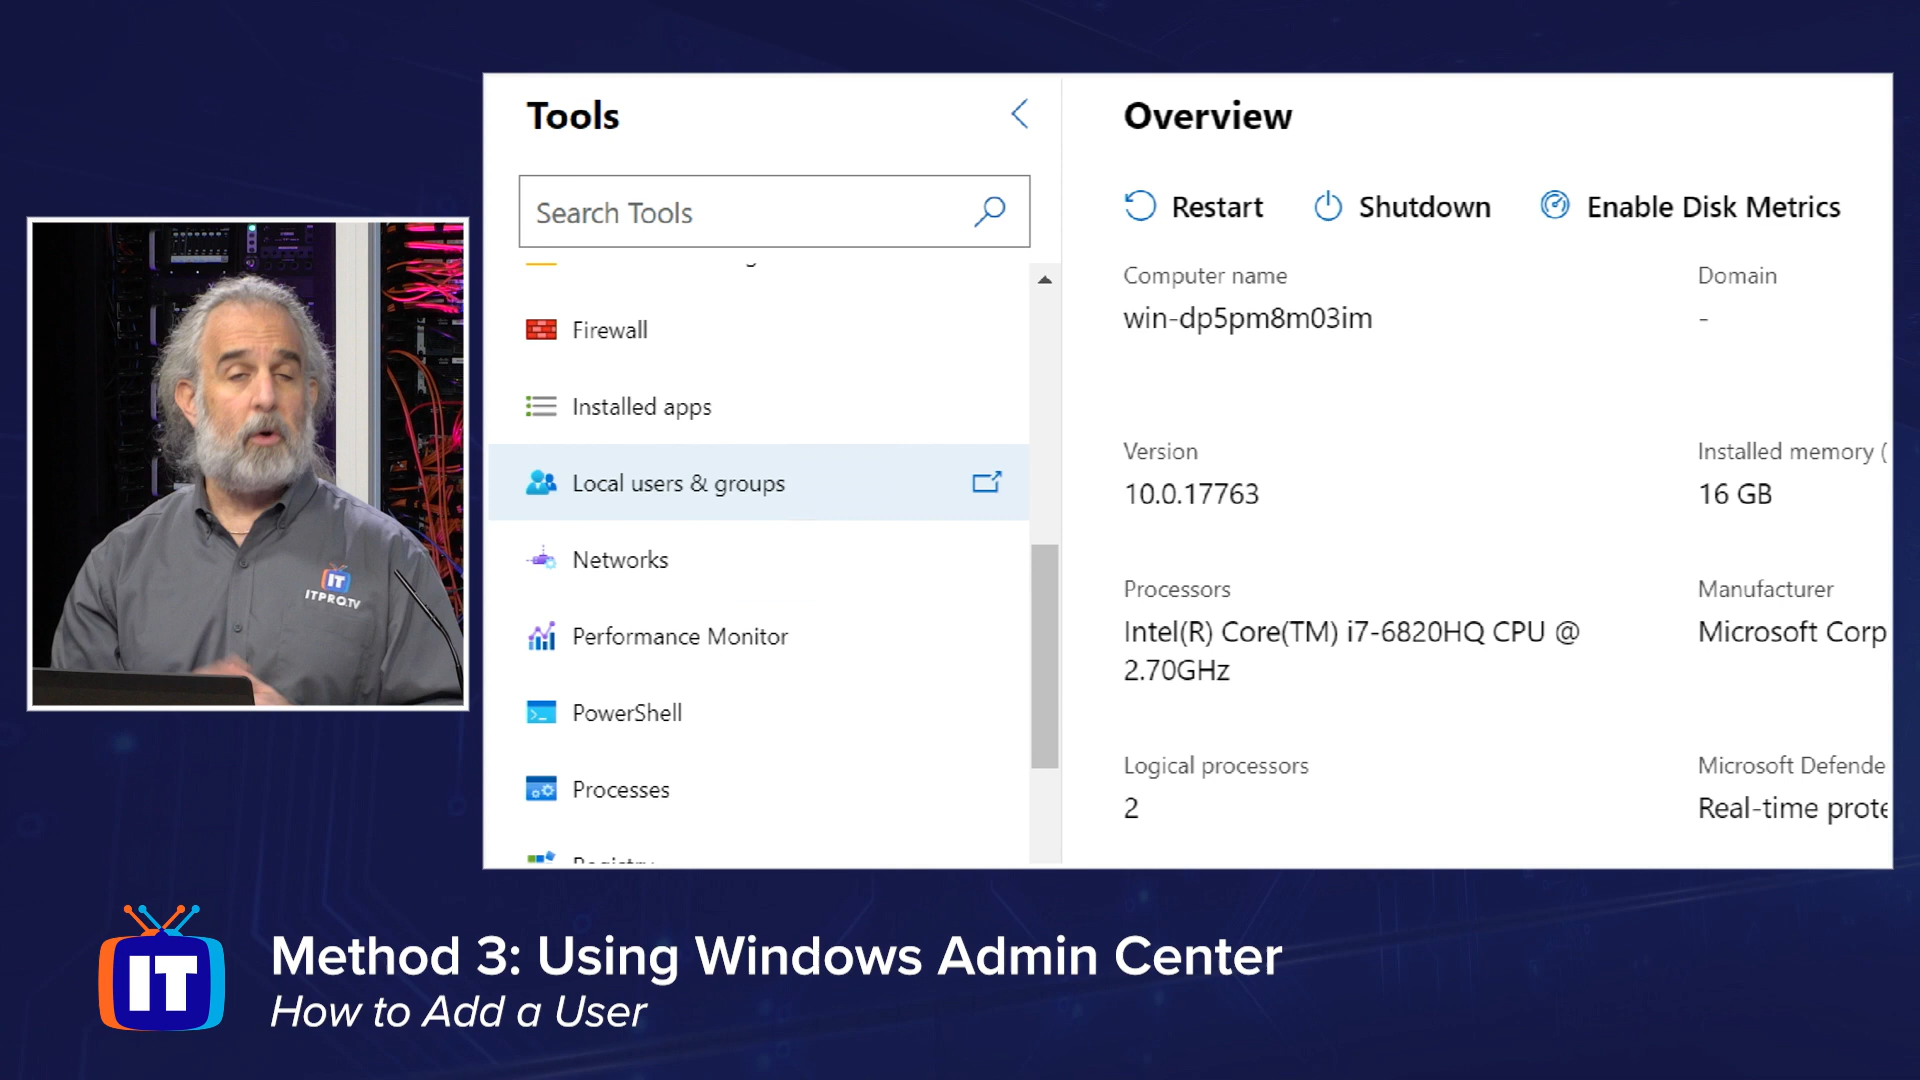 Tools
Search Tools
Firewall
Installed apps
Local users & groups
Networks
Performance Monitor
PowerShell
Processes
Registry
Overview
Restart
Shutdown
Enable Disk Metrics
Computer name
win-dp5pm8m03im
Domain
-
Version
10.0.17763
Installed memory (
16 GB
Processors
Intel(R) Core(TM) i7-6820HQ CPU @
2.70GHz
Manufacturer
Microsoft Corp
Logical processors
2
Microsoft Defende
Real-time prote
IT
ITPRO.TV
IT
Method 3: Using Windows Admin Center
How to Add a User